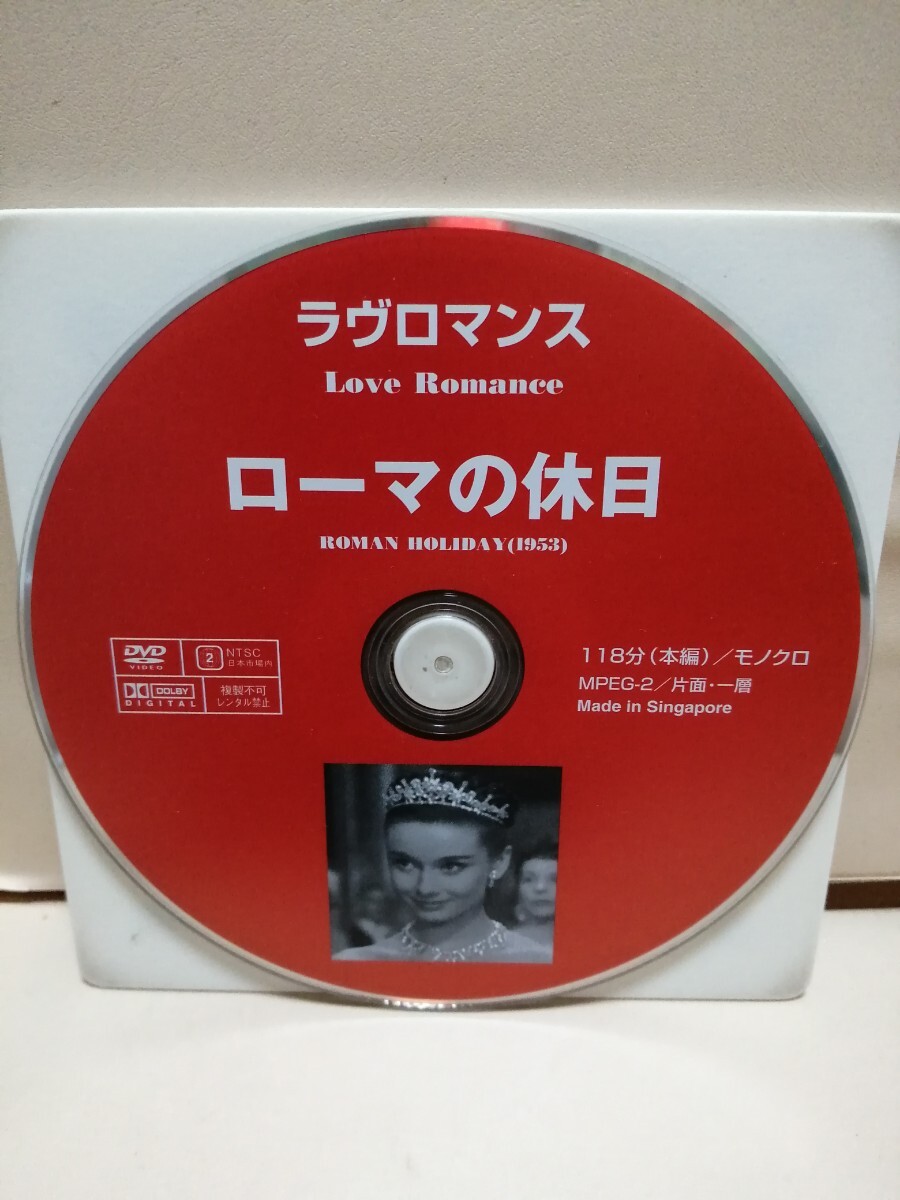 ラヴロマンス
Love Romance
ローマの休日
ROMAN HOLIDAY(1953)
DVD
VIDEO
2
NTSC
日本市場内
DOLBY
DIGITAL
複製不可
レンタル禁止
118分(本編)/モノクロ
MPEG-2/片面・一層
Made in Singapore